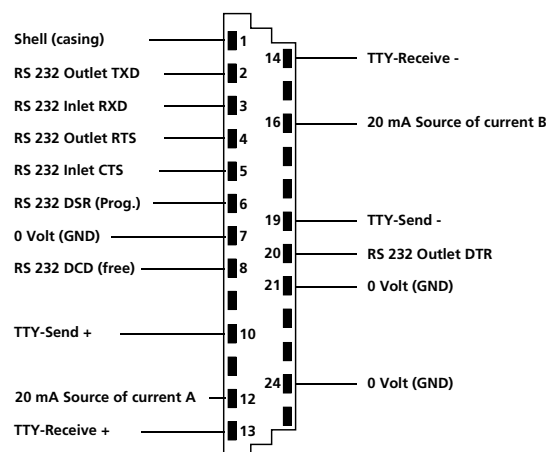 Shell (casing) 1
RS 232 Outlet TXD 2
RS 232 Inlet RXD 3
RS 232 Outlet RTS 4
RS 232 Inlet CTS 5
RS 232 DSR (Prog.) 6
0 Volt (GND) 7
RS 232 DCD (free) 8
TTY-Send + 10
20 mA Source of current A 12
TTY-Receive + 13
14 TTY-Receive -
16 20 mA Source of current B
19 TTY-Send -
20 RS 232 Outlet DTR
21 0 Volt (GND)
24 0 Volt (GND)